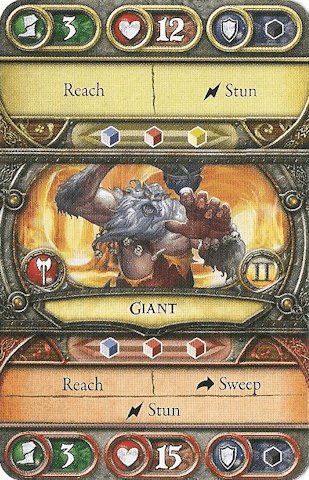 3 12
Reach Stun
GIANT
II
Reach Sweep
Stun
3 15